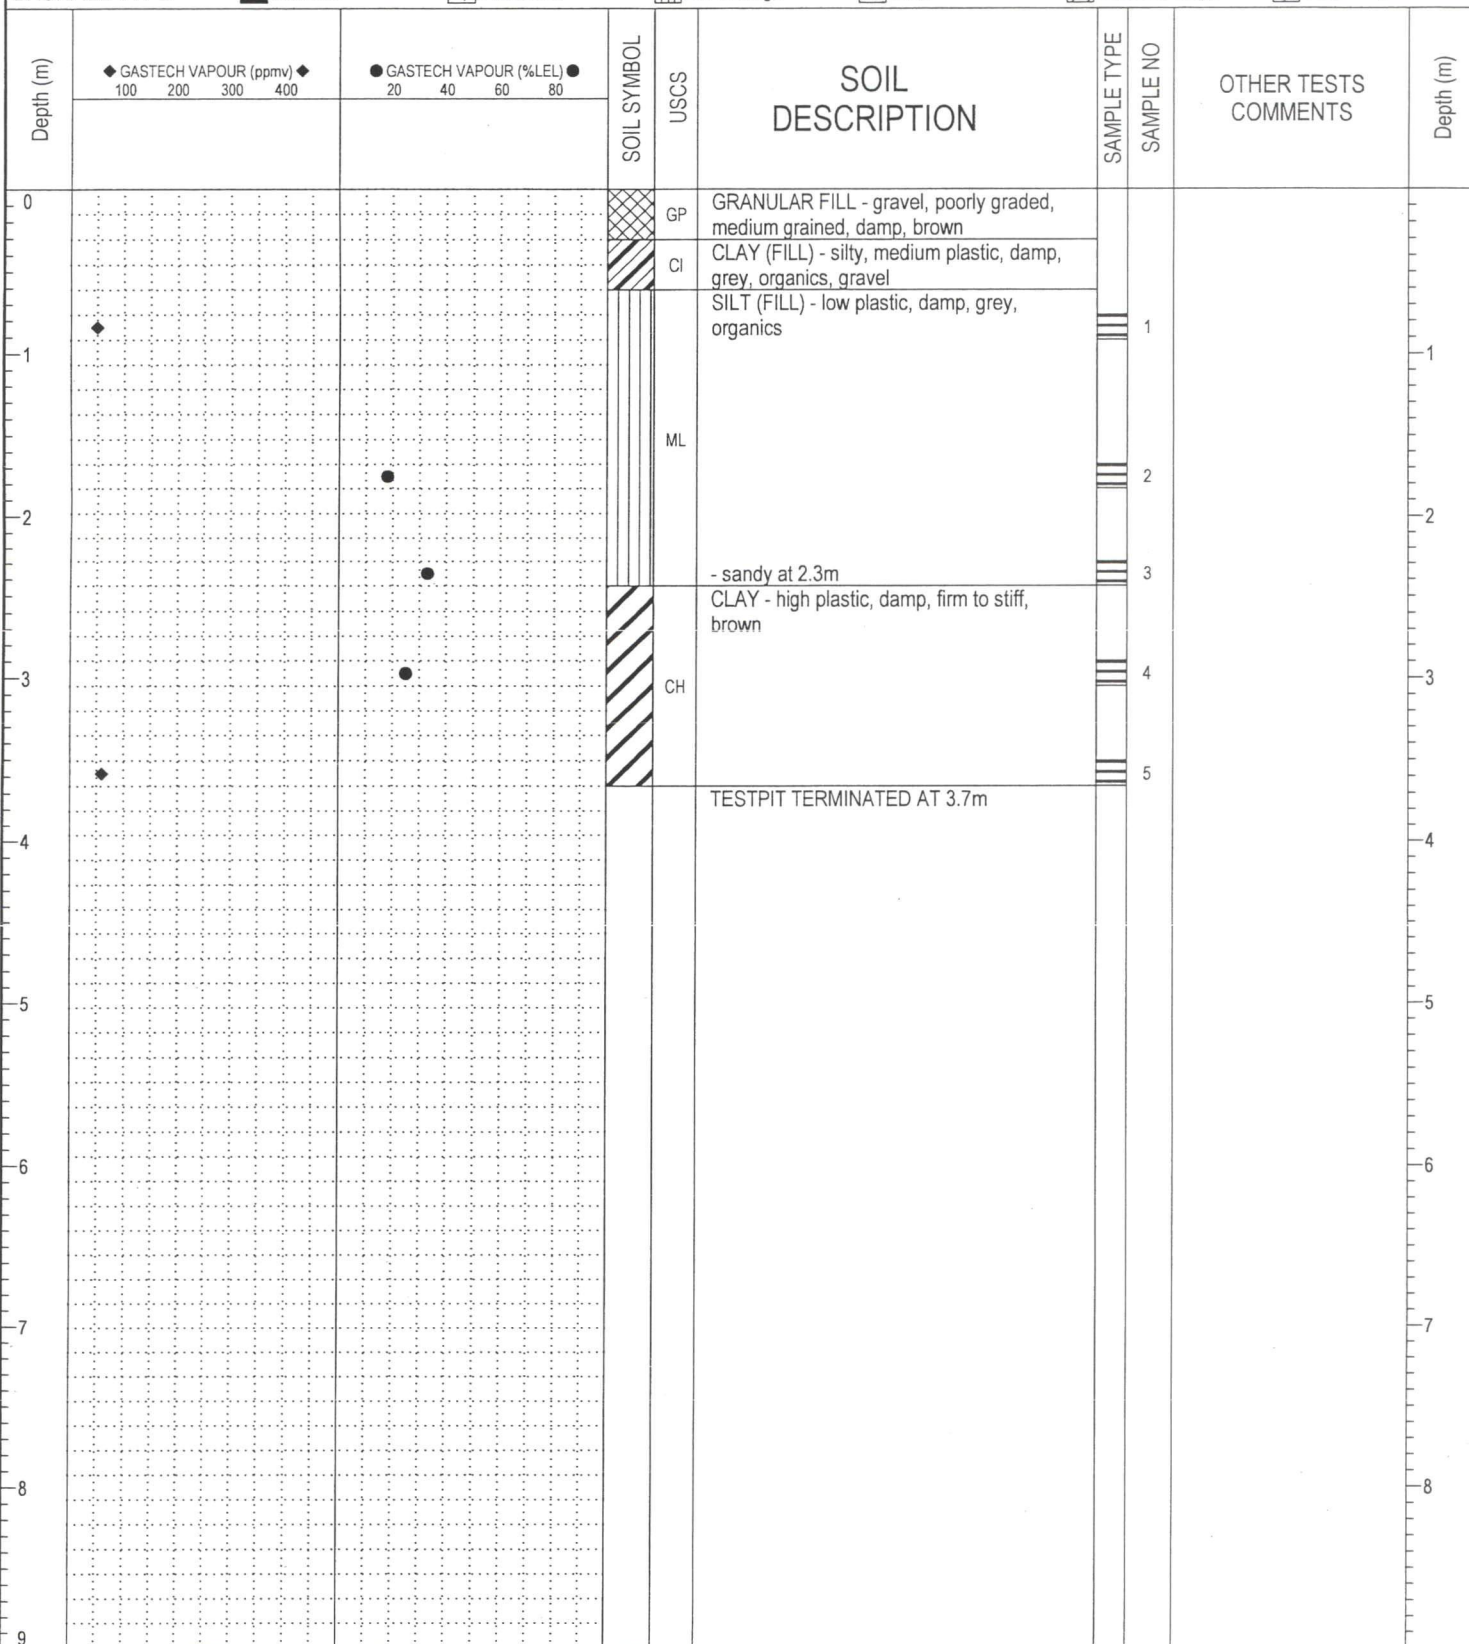 Depth (m)
◆ GASTECH VAPOUR (ppmv) ◆
100 200 300 400
● GASTECH VAPOUR (%LEL) ●
20 40 60 80
SOIL SYMBOL
USCS
SOIL
DESCRIPTION
SAMPLE TYPE
SAMPLE NO
OTHER TESTS
COMMENTS
Depth (m)
0
GP
GRANULAR FILL - gravel, poorly graded,
medium grained, damp, brown
CI
CLAY (FILL) - silty, medium plastic, damp,
grey, organics, gravel
SILT (FILL) - low plastic, damp, grey,
organics
1
1
1
ML
2
2
2
- sandy at 2.3m
3
CLAY - high plastic, damp, firm to stiff,
brown
3
CH
4
3
5
TESTPIT TERMINATED AT 3.7m
4
4
5
5
6
6
7
7
8
8
9